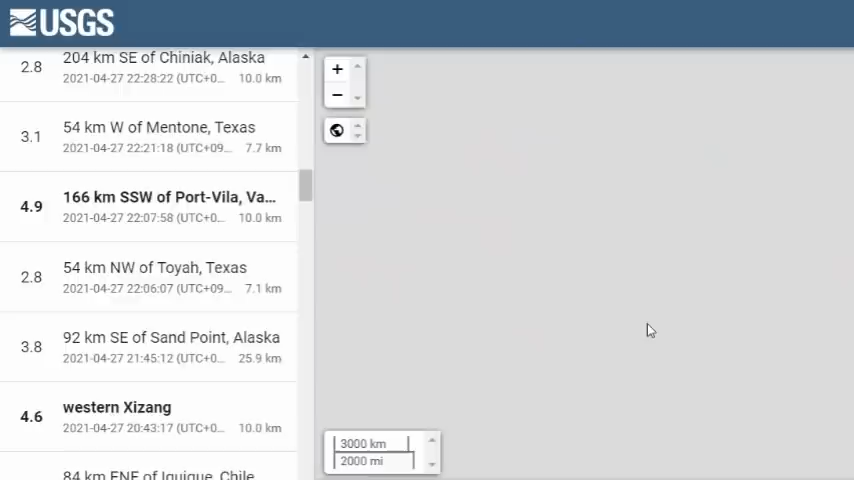 USGS
2.8
204 km SE of Chiniak, Alaska
2021-04-27 22:28:22 (UTC+0... 10.0 km
3.1
54 km W of Mentone, Texas
2021-04-27 22:21:18 (UTC+09... 7.7 km
4.9
166 km SSW of Port-Vila, Va...
2021-04-27 22:07:58 (UTC+0... 10.0 km
2.8
54 km NW of Toyah, Texas
2021-04-27 22:06:07 (UTC+09... 7.1 km
3.8
92 km SE of Sand Point, Alaska
2021-04-27 21:45:12 (UTC+0... 25.9 km
4.6
western Xizang
2021-04-27 20:43:17 (UTC+0... 10.0 km
84 km ENE of Iquique, Chile
+
−
3000 km
2000 mi